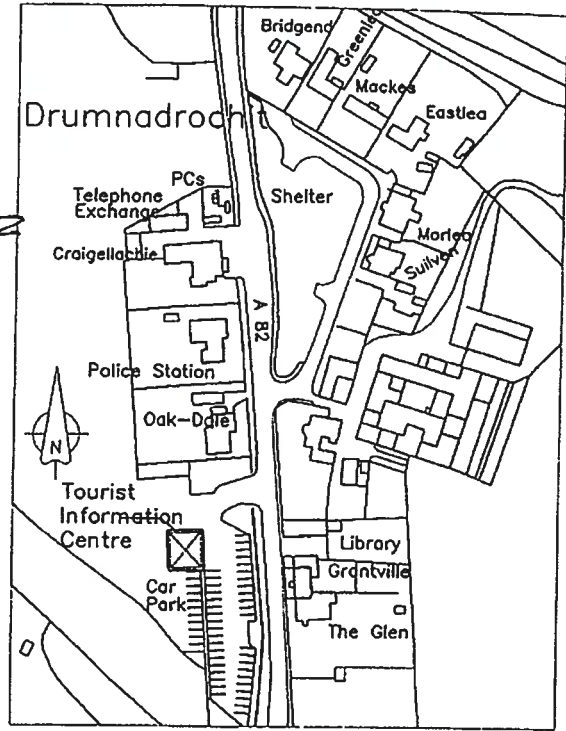 Bridgend
Greenlea
Mackes
Eastlea
Drumnadrochit
PCs
Telephone
Exchange
Shelter
Craigellachie
Morlea
Suilven
A 82
Police Station
Oak-Dale
N
Tourist
Information
Centre
Library
Grantville
Car
Park
The Glen